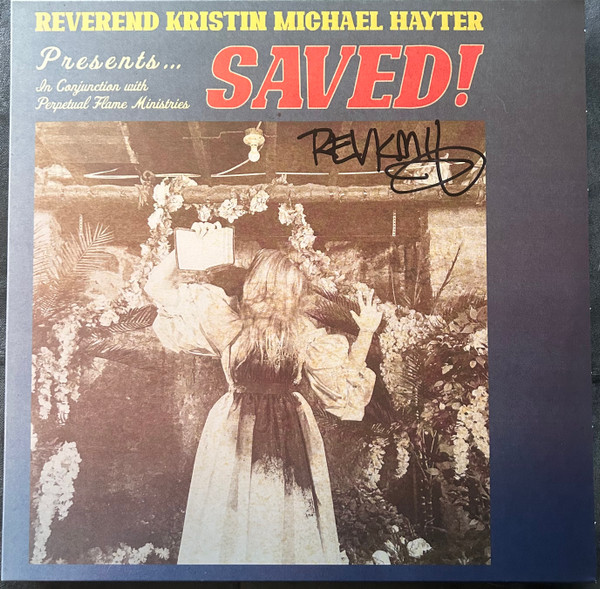 REVEREND KRISTIN MICHAEL HAYTER
Presents...
In Conjunction with
Perpetual Flame Ministries
SAVED!
REVKMH